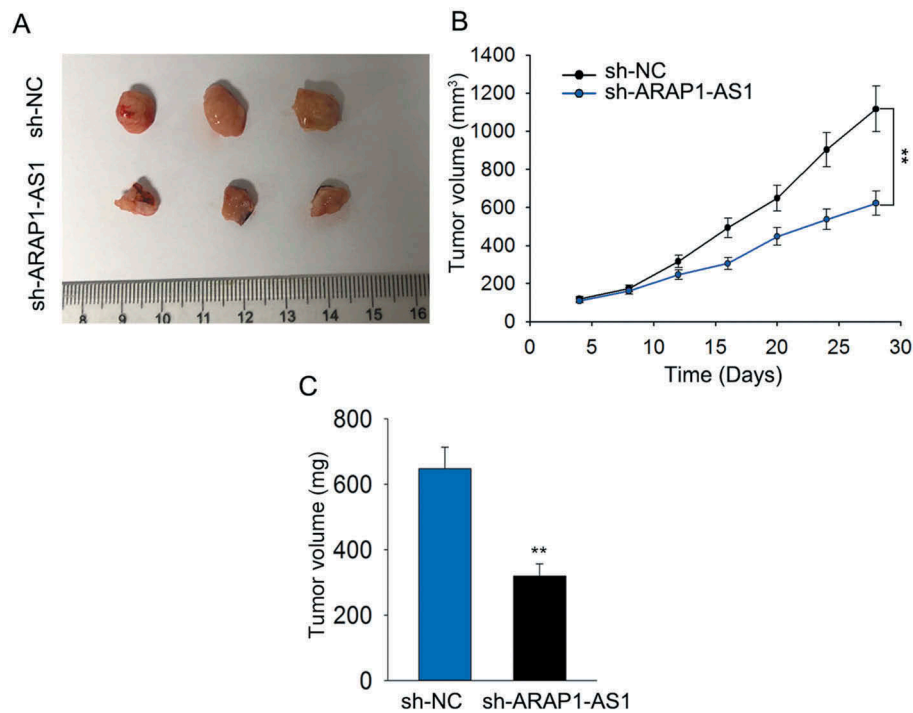 A
sh-NC
sh-ARAP1-AS1
8 9 10 11 12 13 14 15 16
B
Tumor volume (mm3)
1400
1200
1000
800
600
400
200
0
sh-NC
sh-ARAP1-AS1
**
0 5 10 15 20 25 30
Time (Days)
C
Tumor volume (mg)
800
600
400
200
0
**
sh-NC sh-ARAP1-AS1